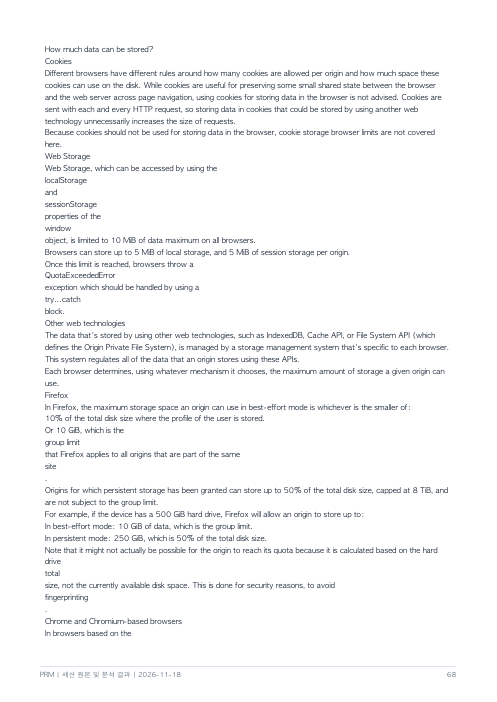 How much data can be stored?
Cookies
Different browsers have different rules around how many cookies are allowed per origin and how much space these
cookies can use on the disk. While cookies are useful for preserving some small shared state between the browser
and the web server across page navigation, using cookies for storing data in the browser is not advised. Cookies are
sent with each and every HTTP request, so storing data in cookies that could be stored by using another web
technology unnecessarily increases the size of requests.
Because cookies should not be used for storing data in the browser, cookie storage browser limits are not covered
here.
Web Storage
Web Storage, which can be accessed by using the
localStorage
and
sessionStorage
properties of the
window
object, is limited to 10 MiB of data maximum on all browsers.
Browsers can store up to 5 MiB of local storage, and 5 MiB of session storage per origin.
Once this limit is reached, browsers throw a
QuotaExceededError
exception which should be handled by using a
try...catch
block.
Other web technologies
The data that's stored by using other web technologies, such as IndexedDB, Cache API, or File System API (which
defines the Origin Private File System), is managed by a storage management system that's specific to each browser.
This system regulates all of the data that an origin stores using these APIs.
Each browser determines, using whatever mechanism it chooses, the maximum amount of storage a given origin can
use.
Firefox
In Firefox, the maximum storage space an origin can use in best-effort mode is whichever is the smaller of:
10% of the total disk size where the profile of the user is stored.
Or 10 GiB, which is the
group limit
that Firefox applies to all origins that are part of the same
site
.
Origins for which persistent storage has been granted can store up to 50% of the total disk size, capped at 8 TiB, and
are not subject to the group limit.
For example, if the device has a 500 GiB hard drive, Firefox will allow an origin to store up to:
In best-effort mode: 10 GiB of data, which is the group limit.
In persistent mode: 250 GiB, which is 50% of the total disk size.
Note that it might not actually be possible for the origin to reach its quota because it is calculated based on the hard
drive
total
size, not the currently available disk space. This is done for security reasons, to avoid
fingerprinting
.
Chrome and Chromium-based browsers
In browsers based on the
PRM | 세션 원본 및 분석 결과 | 2026-11-18
68